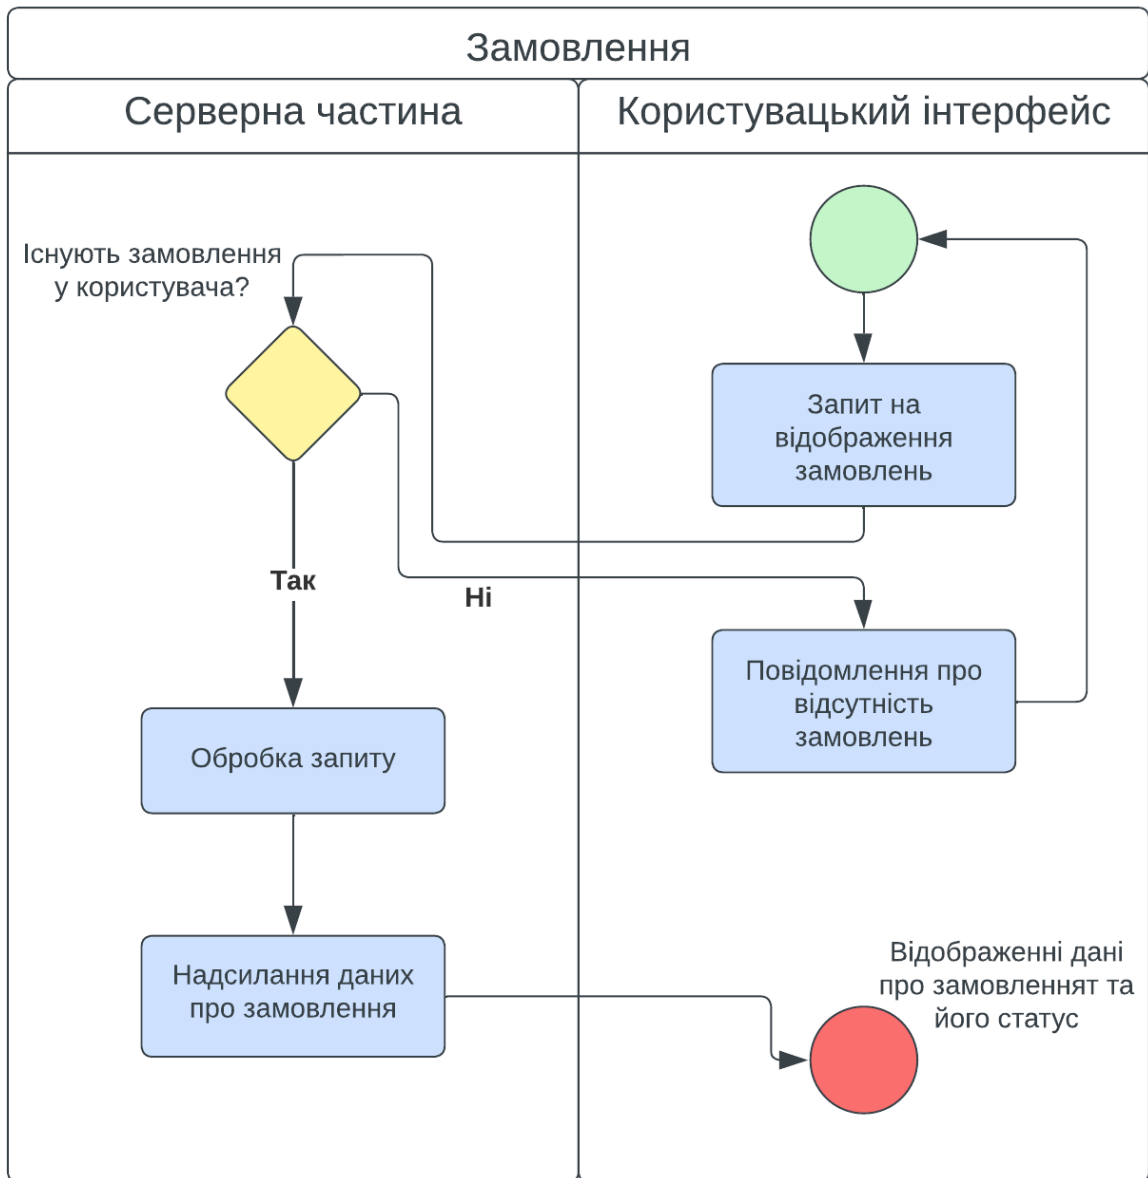 Замовлення
Серверна частина
Користувацький інтерфейс
Існують замовлення
у користувача?
Запит на
відображення
замовлень
Так
Ні
Повідомлення про
відсутність
замовлень
Обробка запиту
Надсилання даних
про замовлення
Відображенні дані
про замовленнят та
його статус